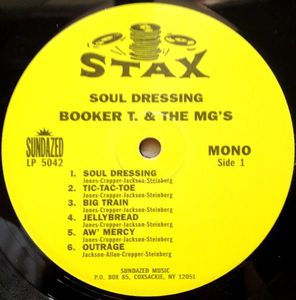 STAX
SOUL DRESSING
BOOKER T. & THE MG'S
SUNDAZED
LP 5042
MONO
Side 1
1. SOUL DRESSING
Jones-Cropper-Jackson-Steinberg
2. TIC-TAC-TOE
Jones-Cropper-Jackson-Steinberg
3. BIG TRAIN
Jones-Cropper-Jackson-Steinberg
4. JELLYBREAD
Jones-Cropper-Jackson-Steinberg
5. AW' MERCY
Jones-Cropper-Jackson-Steinberg
6. OUTRAGE
Jackson-Allan-Cropper-Steinberg
SUNDAZED MUSIC
P.O. BOX 85, COXSACKIE, NY 12051